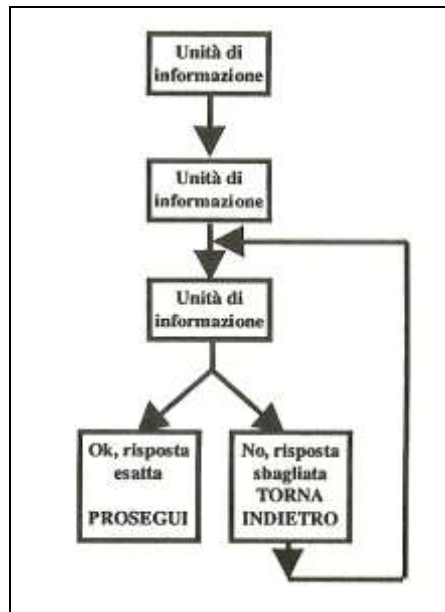 Unità di
informazione
Unità di
informazione
Unità di
informazione
Ok, risposta
esatta
PROSEGUI
No, risposta
sbagliata
TORNA
INDIETRO